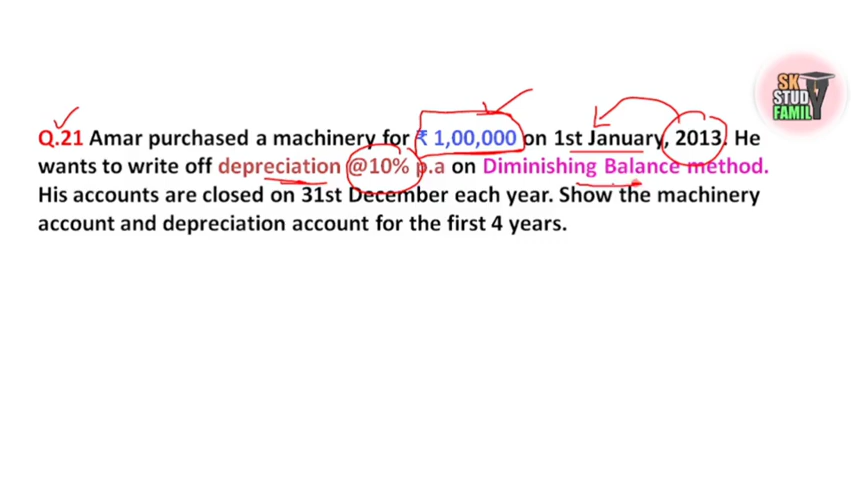 SK
STUDY
FAMILY
Q.21 Amar purchased a machinery for ₹ 1,00,000 on 1st January, 2013. He
wants to write off depreciation @10% p.a on Diminishing Balance method.
His accounts are closed on 31st December each year. Show the machinery
account and depreciation account for the first 4 years.